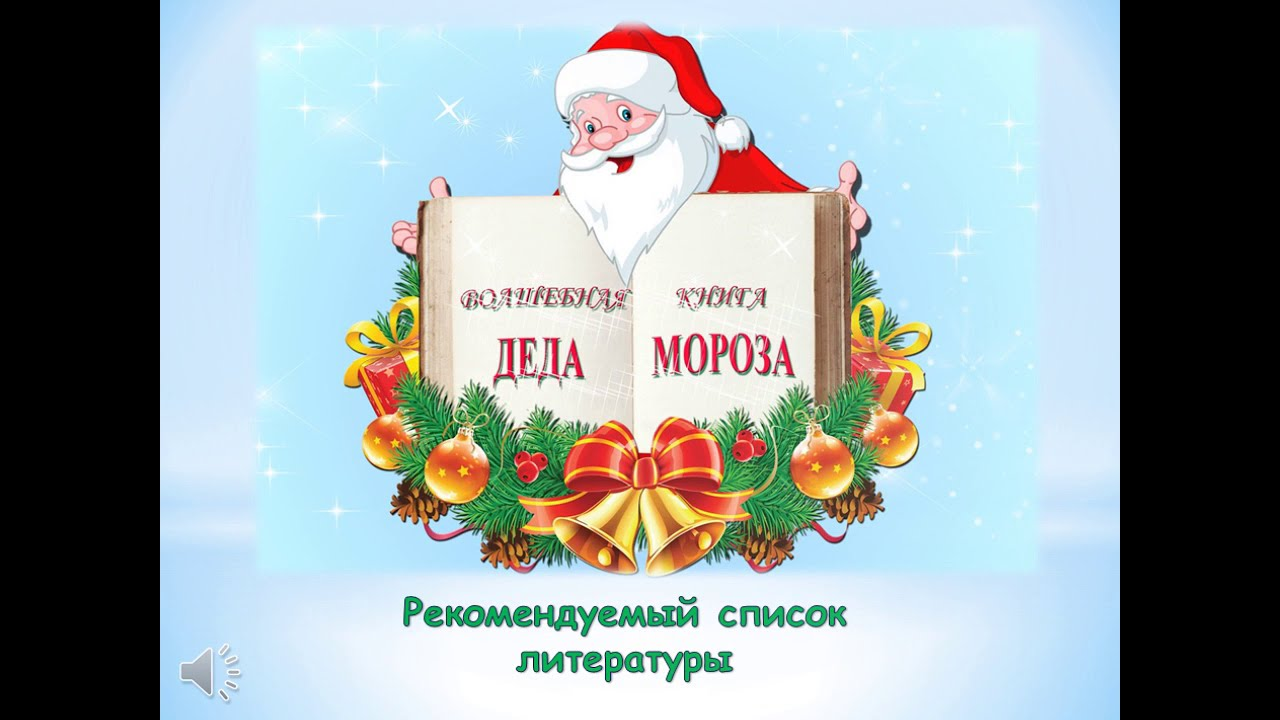 ВОЛШЕБНАЯ КНИГА
ДЕДА МОРОЗА
Рекомендуемый список
литературы